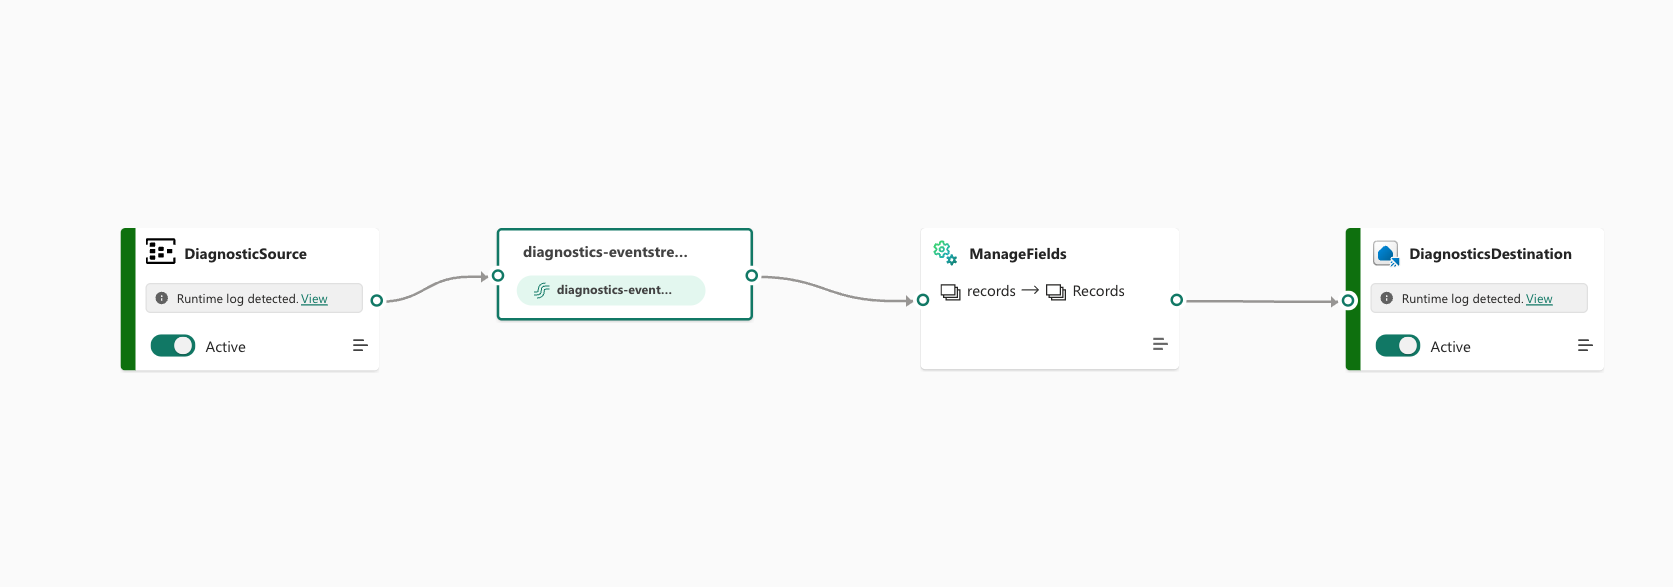 DiagnosticSource
Runtime log detected. View
Active
diagnostics-eventstre...
diagnostics-event...
ManageFields
records → Records
DiagnosticsDestination
Runtime log detected. View
Active